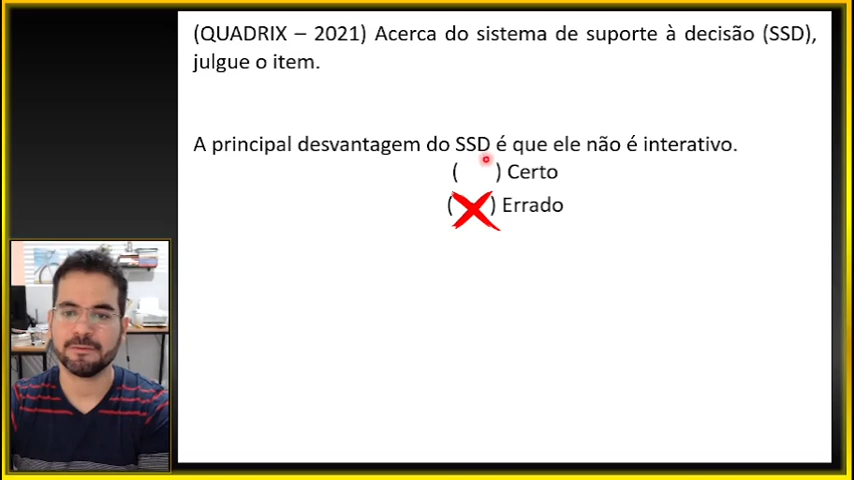 (QUADRIX – 2021) Acerca do sistema de suporte à decisão (SSD),
julgue o item.
A principal desvantagem do SSD é que ele não é interativo.
( ) Certo
( ) Errado